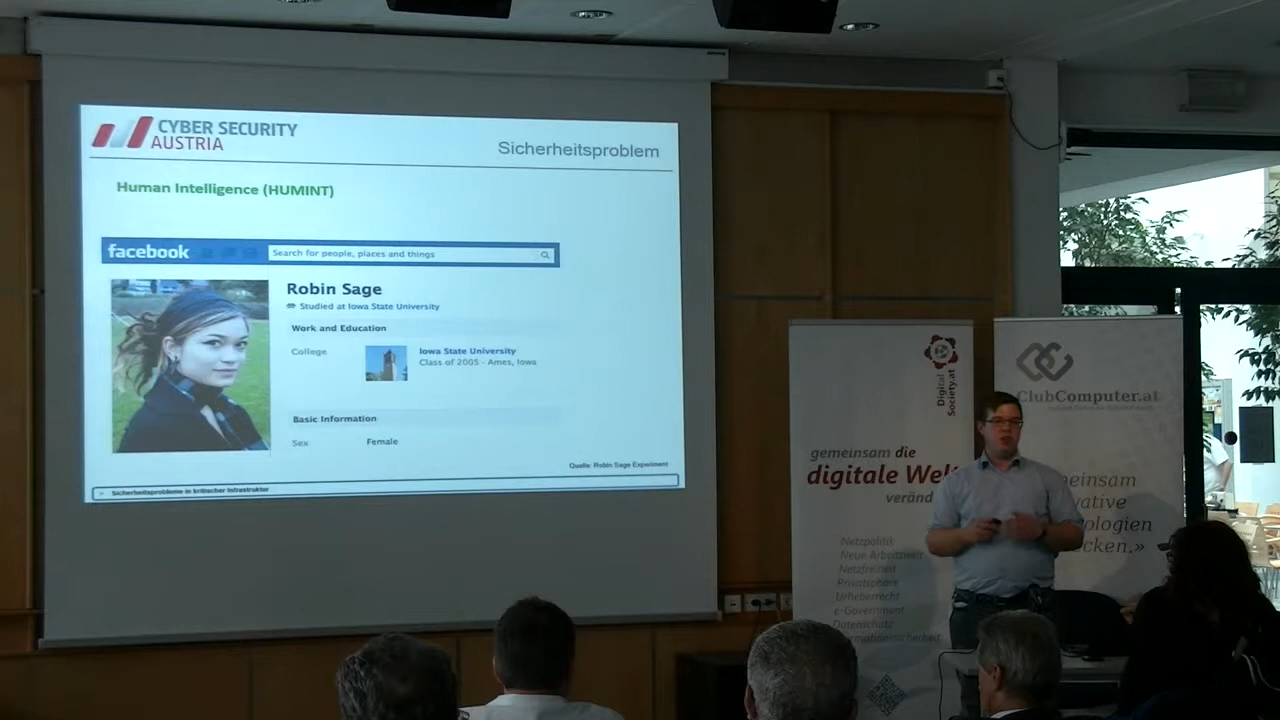 CYBER SECURITY
AUSTRIA
Sicherheitsproblem
Human Intelligence (HUMINT)
facebook
Search for people, places and things
Robin Sage
Studied at Iowa State University
Work and Education
College
Iowa State University
Class of 2005 - Ames, Iowa
Basic Information
Sex
Female
Quelle: Robin Sage Experiment
Sicherheitsprobleme in kritischer Infrastruktur
Digital
Society.at
gemeinsam die
digitale Wel
veränd
Netzpolitik
Neue Arbeitswelt
Netzfreiheit
Privatsphäre
Urheberrecht
e-Government
Datenschutz
ormationssicherheit
ClubComputer.at
einsam
vative
ologien
cken.»